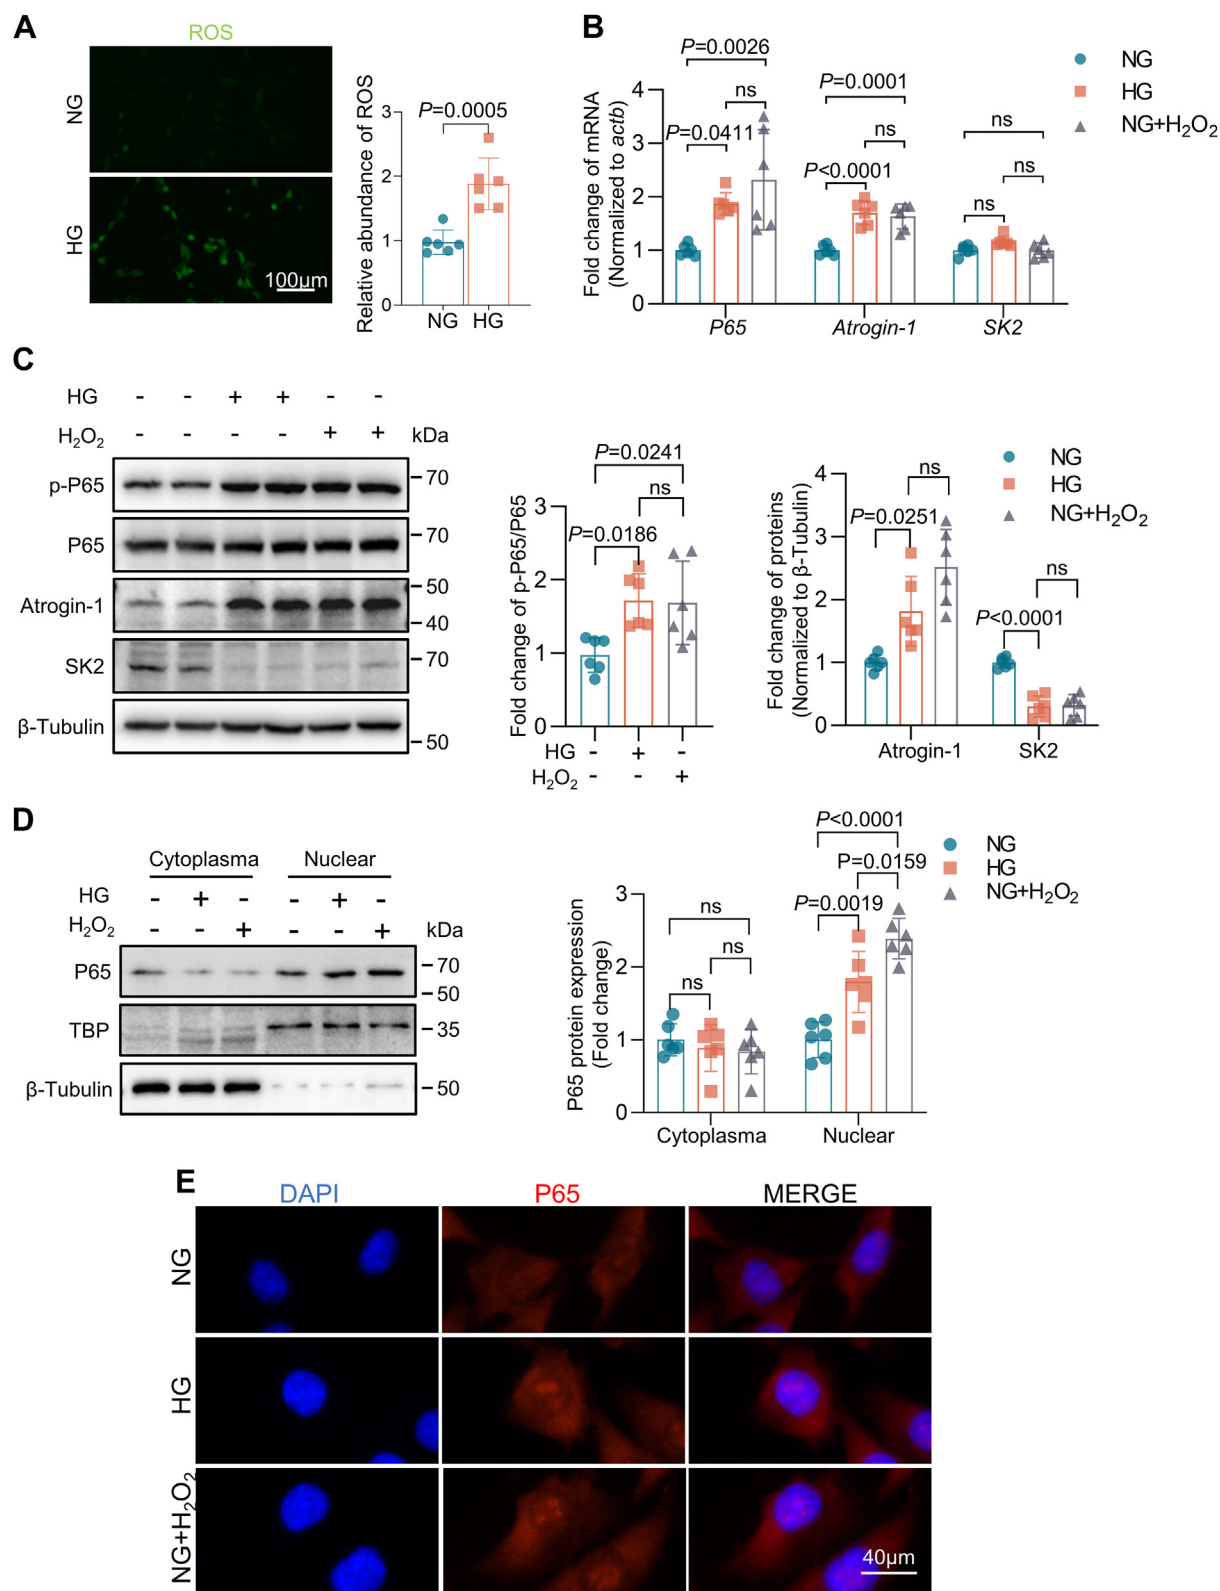 A
ROS
NG
HG
100μm
Relative abundance of ROS
3
2
1
0
P=0.0005
NG HG
B
Fold change of mRNA
(Normalized to actb)
4
3
2
1
0
P=0.0026
ns
P=0.0411
P=0.0001
ns
P<0.0001
ns
ns
ns
P65 Atrogin-1 SK2
NG
HG
NG+H₂O₂
C
HG - - + + - -
H₂O₂ - - - - + + kDa
p-P65 70
P65 70
Atrogin-1 50
40
SK2 70
β-Tubulin 50
Fold change of p-P65/P65
3
2
1
0
P=0.0241
ns
P=0.0186
HG - + -
H₂O₂ - - +
Fold change of proteins
(Normalized to β-Tubulin)
4
3
2
1
0
ns
P=0.0251
ns
P<0.0001
Atrogin-1 SK2
NG
HG
NG+H₂O₂
D
Cytoplasma Nuclear
HG - + - - + -
H₂O₂ - - + - - + kDa
P65 70
50
TBP 35
β-Tubulin 50
P65 protein expression
(Fold change)
3
2
1
0
ns
ns
ns
P<0.0001
P=0.0159
P=0.0019
Cytoplasma Nuclear
NG
HG
NG+H₂O₂
E
DAPI P65 MERGE
NG
HG
NG+H₂O₂
40μm